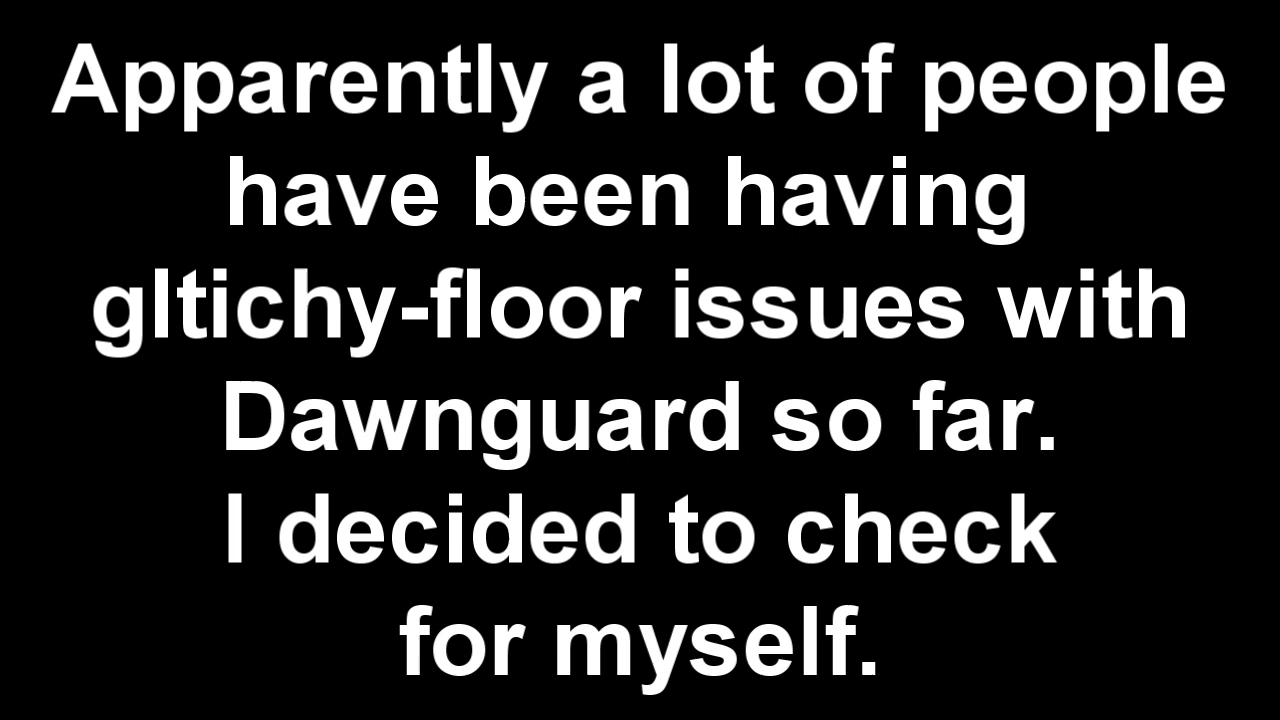 Apparently a lot of people
have been having
gltichy-floor issues with
Dawnguard so far.
I decided to check
for myself.